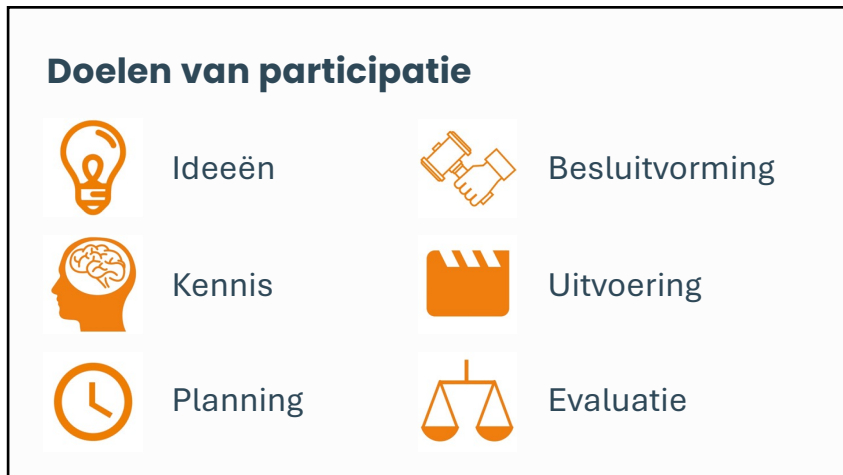 Doelen van participatie
Ideeën
Kennis
Planning
Besluitvorming
Uitvoering
Evaluatie